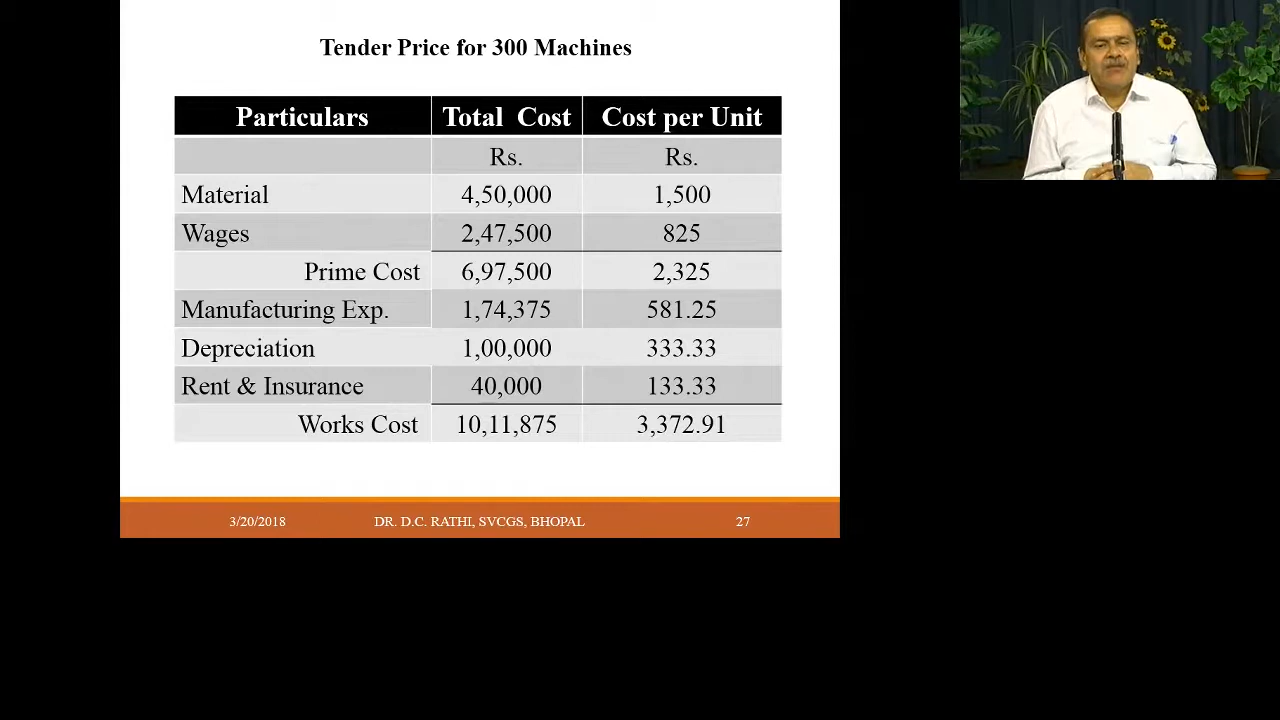 Tender Price for 300 Machines
Particulars Total Cost Cost per Unit
Rs. Rs.
Material 4,50,000 1,500
Wages 2,47,500 825
Prime Cost 6,97,500 2,325
Manufacturing Exp. 1,74,375 581.25
Depreciation 1,00,000 333.33
Rent & Insurance 40,000 133.33
Works Cost 10,11,875 3,372.91
3/20/2018 DR. D.C. RATHI, SVCGS, BHOPAL 27